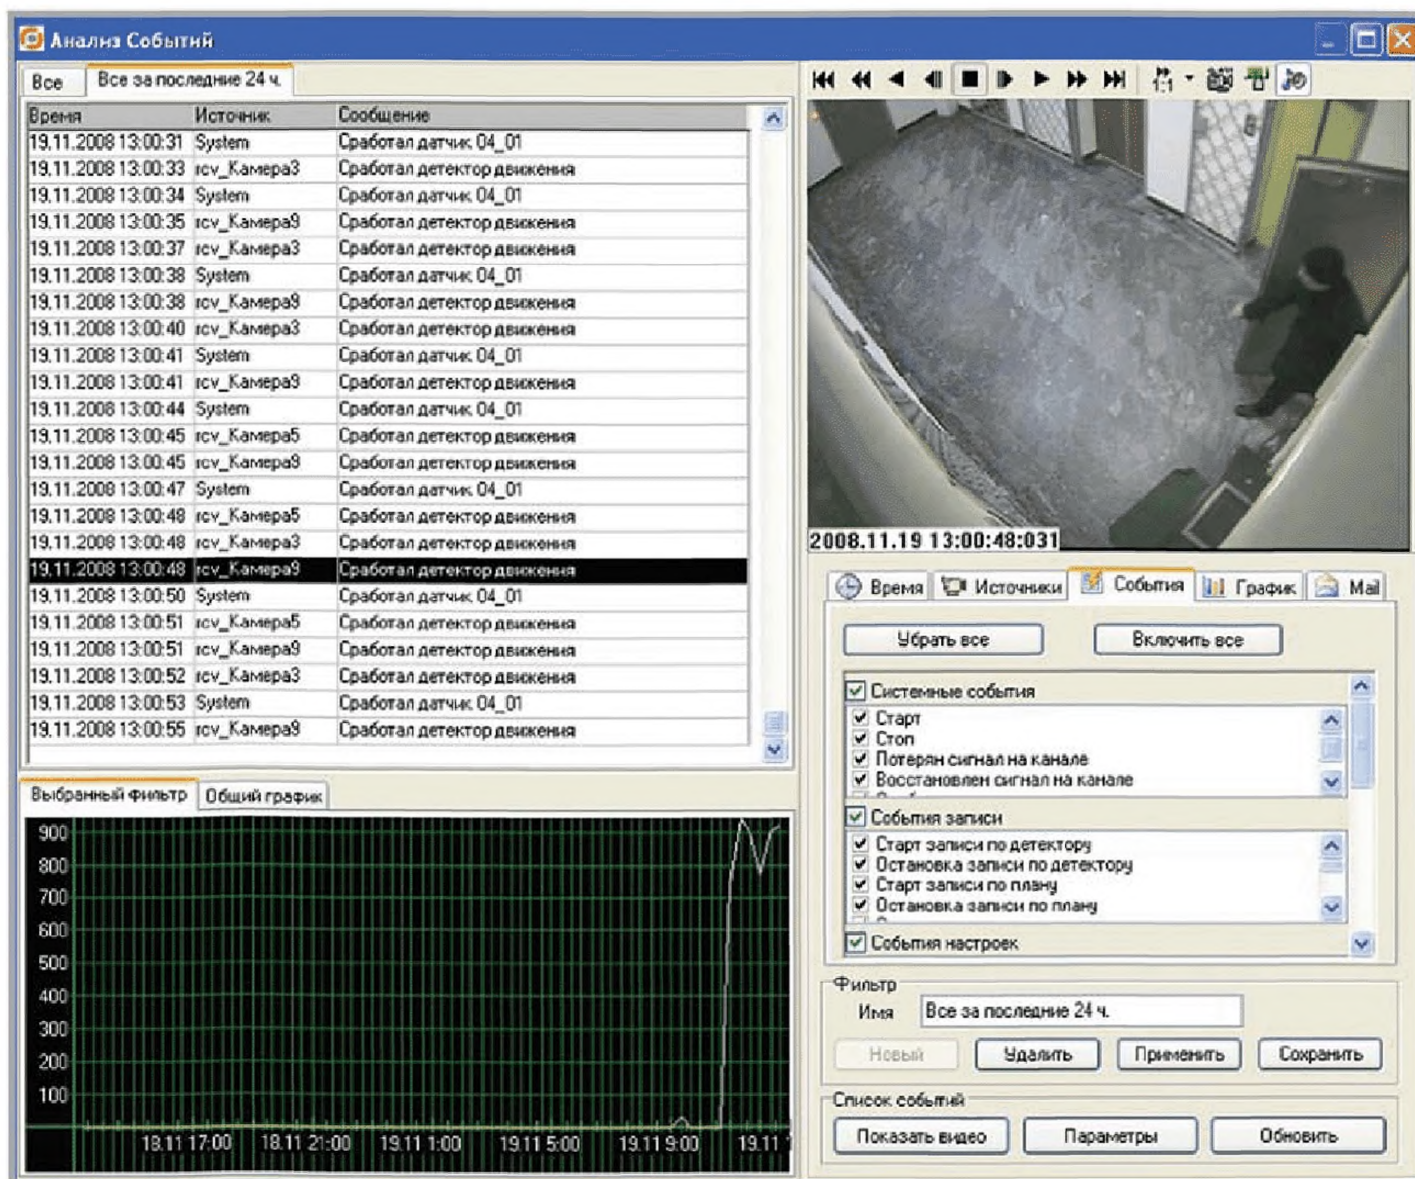 Анализ Событий
Все
Все за последние 24 ч.
Время Источник Сообщение
19.11.2008 13:00:31 System Сработал датчик 04_01
19.11.2008 13:00:33 rcv_Камера3 Сработал детектор движения
19.11.2008 13:00:34 System Сработал датчик 04_01
19.11.2008 13:00:35 rcv_Камера9 Сработал детектор движения
19.11.2008 13:00:37 rcv_Камера3 Сработал детектор движения
19.11.2008 13:00:38 System Сработал датчик 04_01
19.11.2008 13:00:38 rcv_Камера9 Сработал детектор движения
19.11.2008 13:00:40 rcv_Камера3 Сработал детектор движения
19.11.2008 13:00:41 System Сработал датчик 04_01
19.11.2008 13:00:41 rcv_Камера9 Сработал детектор движения
19.11.2008 13:00:44 System Сработал датчик 04_01
19.11.2008 13:00:45 rcv_Камера5 Сработал детектор движения
19.11.2008 13:00:45 rcv_Камера9 Сработал детектор движения
19.11.2008 13:00:47 System Сработал датчик 04_01
19.11.2008 13:00:48 rcv_Камера5 Сработал детектор движения
19.11.2008 13:00:48 rcv_Камера3 Сработал детектор движения
19.11.2008 13:00:48 rcv_Камера9 Сработал детектор движения
19.11.2008 13:00:50 System Сработал датчик 04_01
19.11.2008 13:00:51 rcv_Камера5 Сработал детектор движения
19.11.2008 13:00:51 rcv_Камера9 Сработал детектор движения
19.11.2008 13:00:52 rcv_Камера3 Сработал детектор движения
19.11.2008 13:00:53 System Сработал датчик 04_01
19.11.2008 13:00:55 rcv_Камера9 Сработал детектор движения
Выбранный фильтр Общий график
900
800
700
600
500
400
300
200
100
18.11 17:00 18.11 21:00 19.11 1:00 19.11 5:00 19.11 9:00 19.11
1:1
2008.11.19 13:00:48:031
Время Источники События График Mail
Убрать все Включить все
Системные события
Старт
Стоп
Потерян сигнал на канале
Восстановлен сигнал на канале
События записи
Старт записи по детектору
Остановка записи по детектору
Старт записи по плану
Остановка записи по плану
События настроек
Фильтр
Имя Все за последние 24 ч.
Новый Удалить Применить Сохранить
Список событий
Показать видео Параметры Обновить